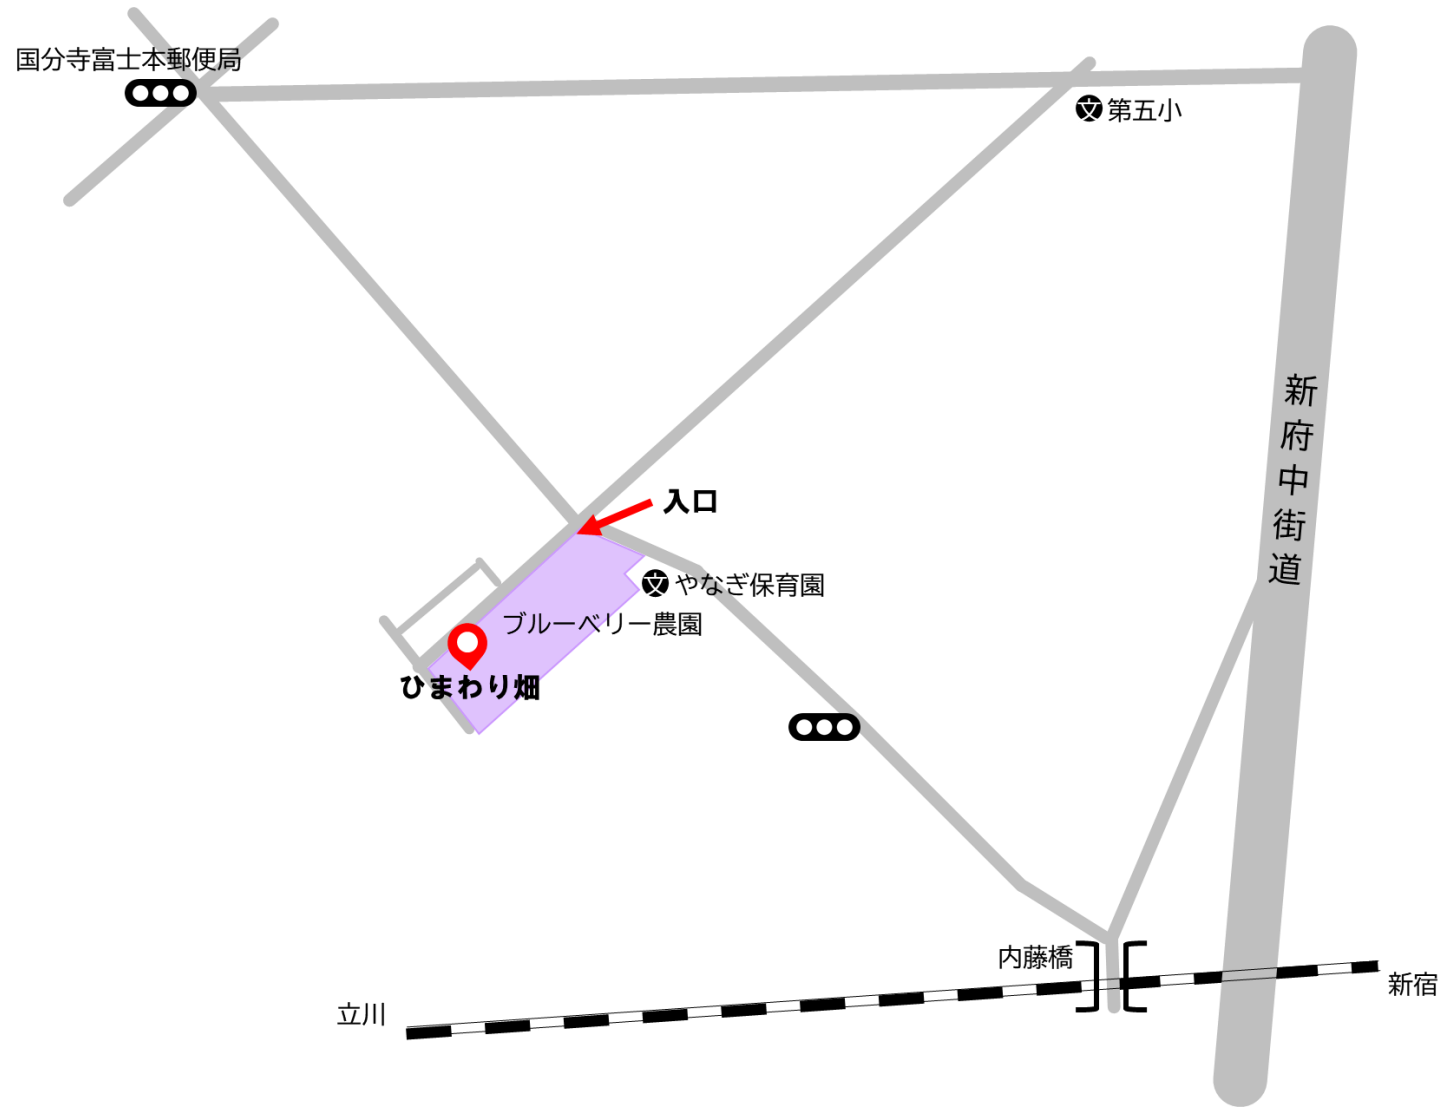 国分寺富士本郵便局
文 第五小
新府中街道
入口
文 やなぎ保育園
ブルーベリー農園
ひまわり畑
内藤橋
新宿
立川